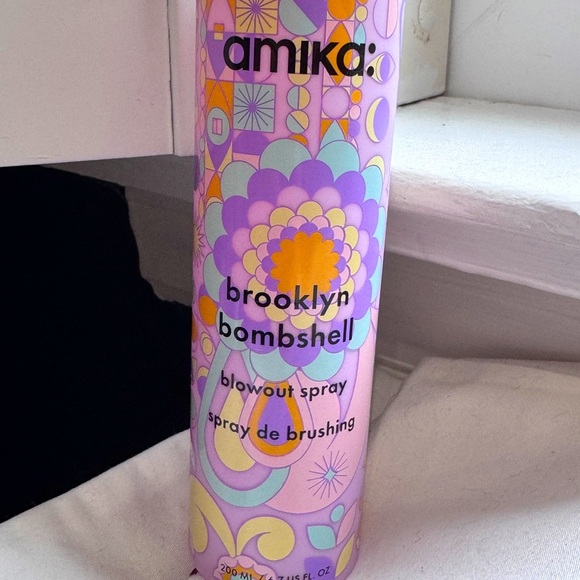 amika:
brooklyn
bombshell
blowout spray
spray de brushing
200 ML / 6.7 US FL. OZ